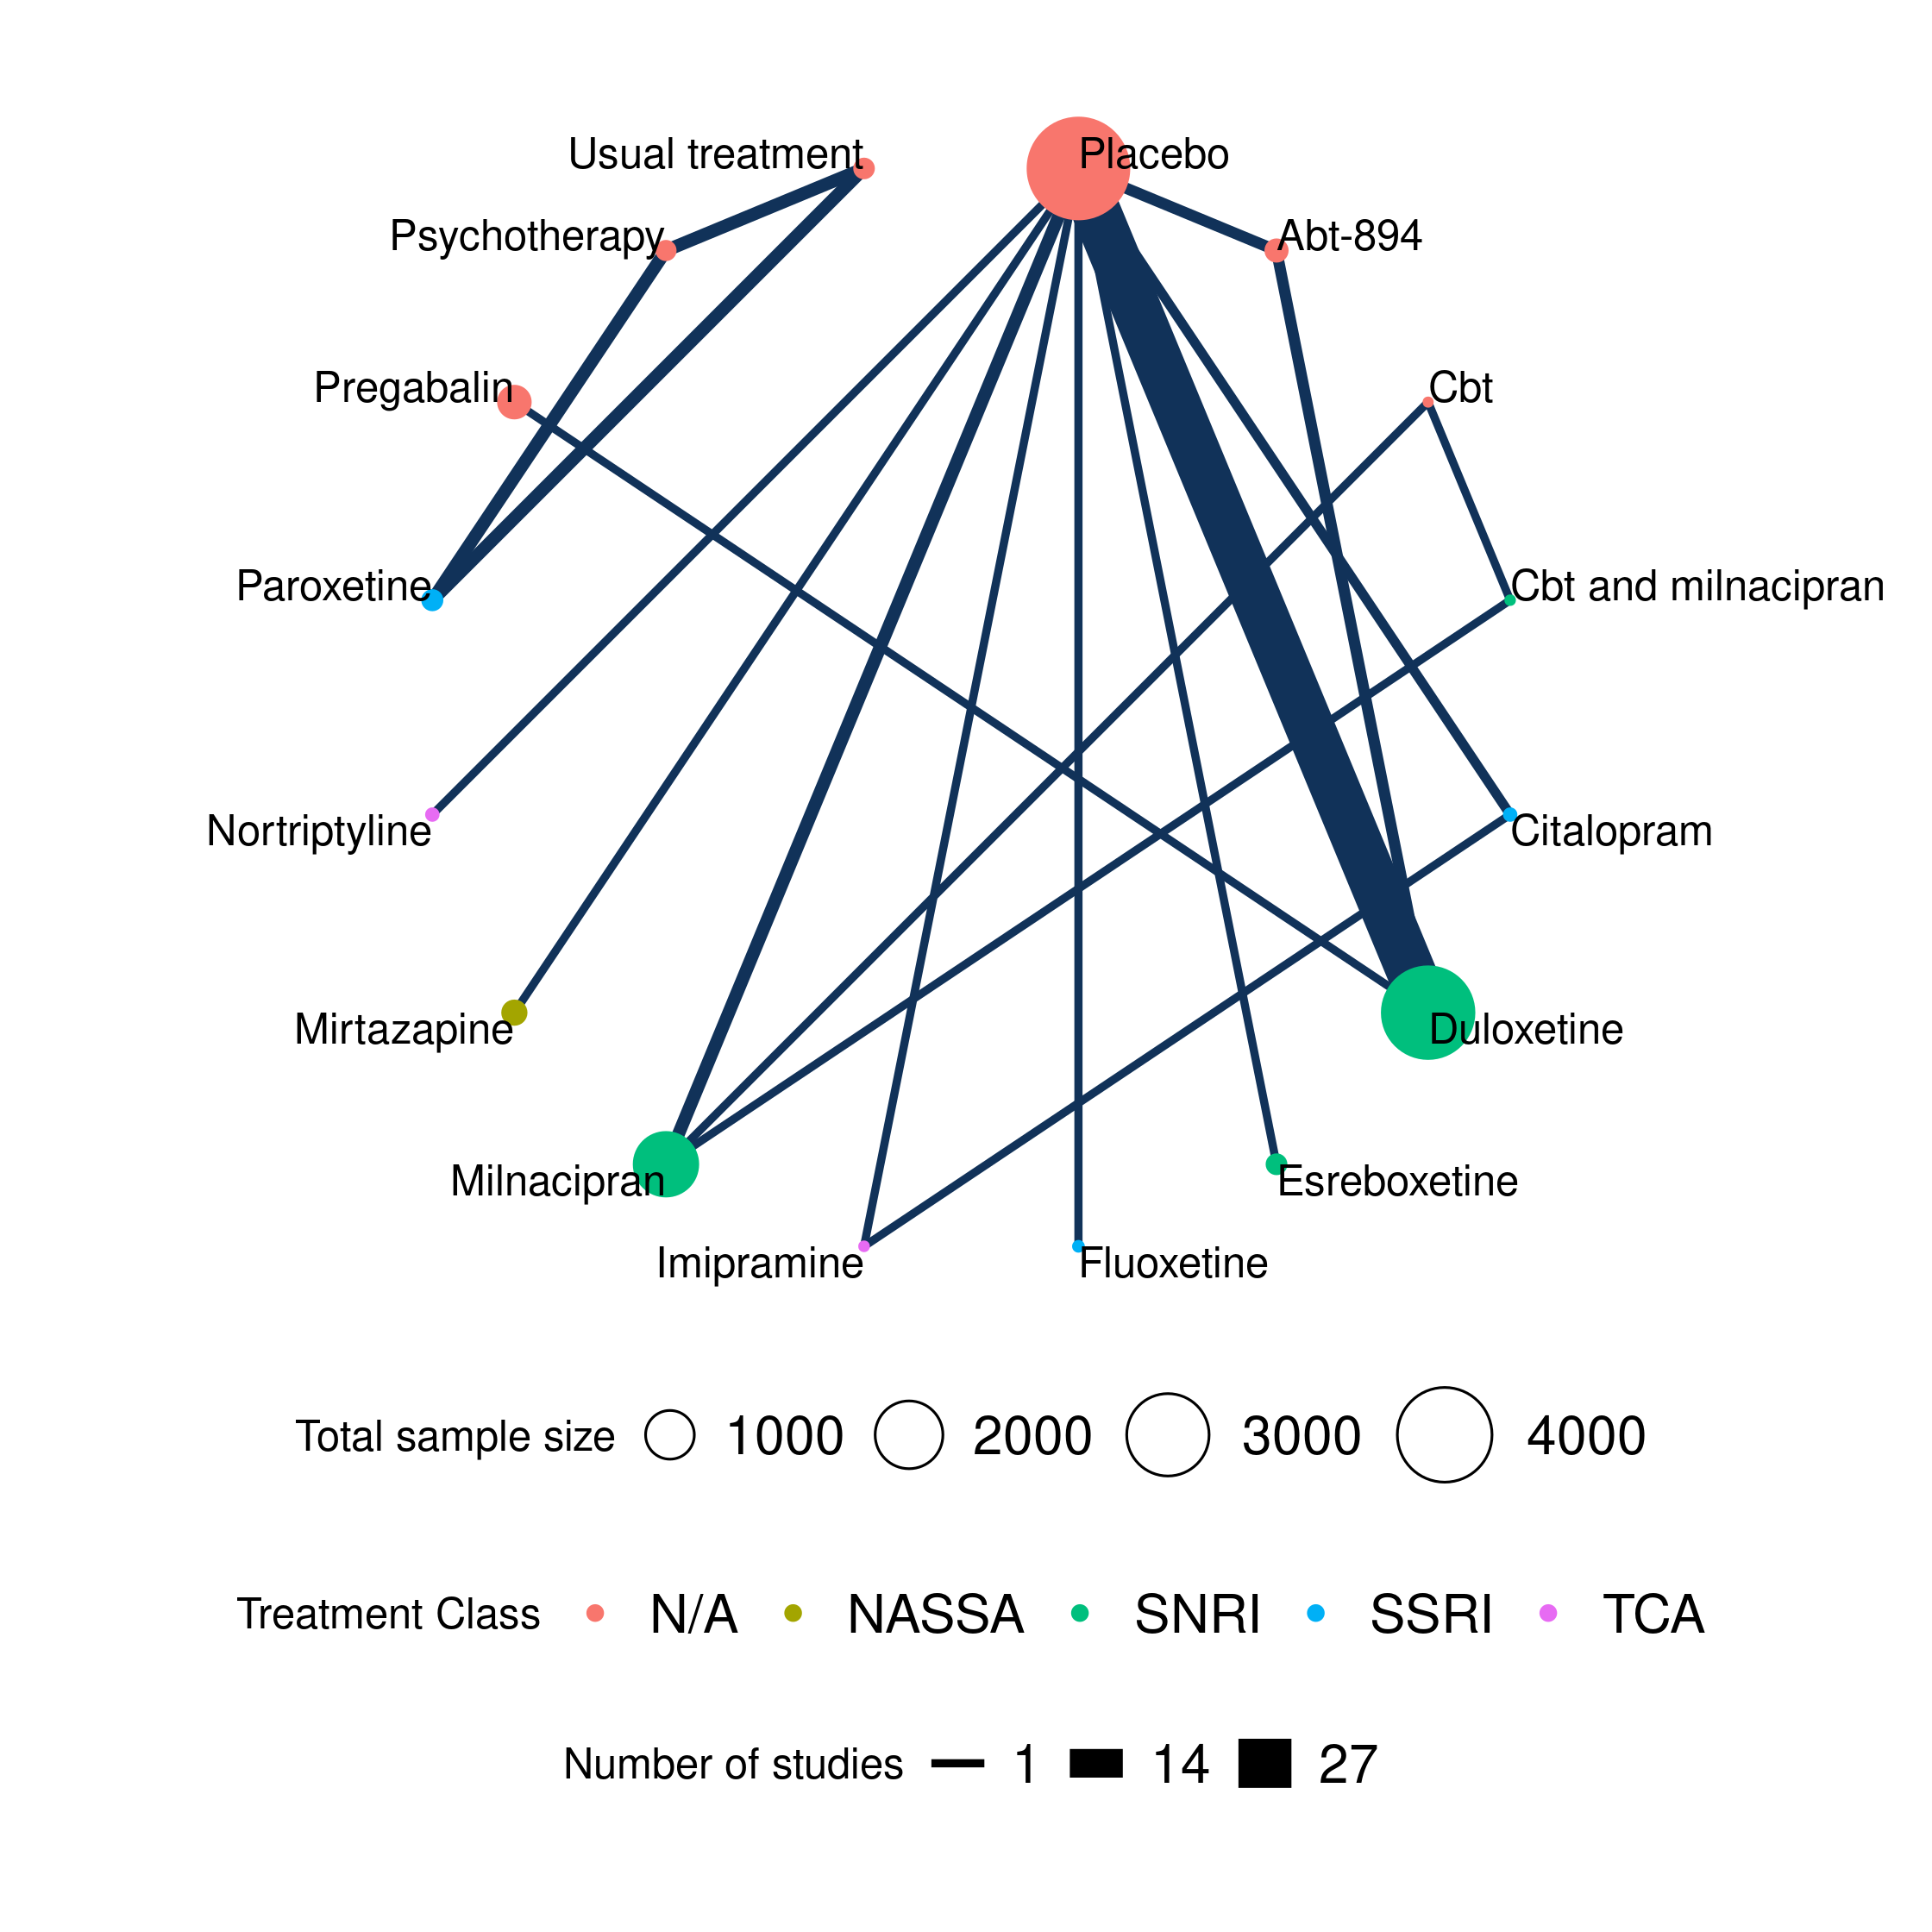 Usual treatment
Placebo
Psychotherapy
Abt-894
Pregabalin
Cbt
Paroxetine
Cbt and milnacipran
Nortriptyline
Citalopram
Mirtazapine
Duloxetine
Milnacipran
Esreboxetine
Imipramine
Fluoxetine
Total sample size 1000 2000 3000 4000
Treatment Class N/A NASSA SNRI SSRI TCA
Number of studies 1 14 27